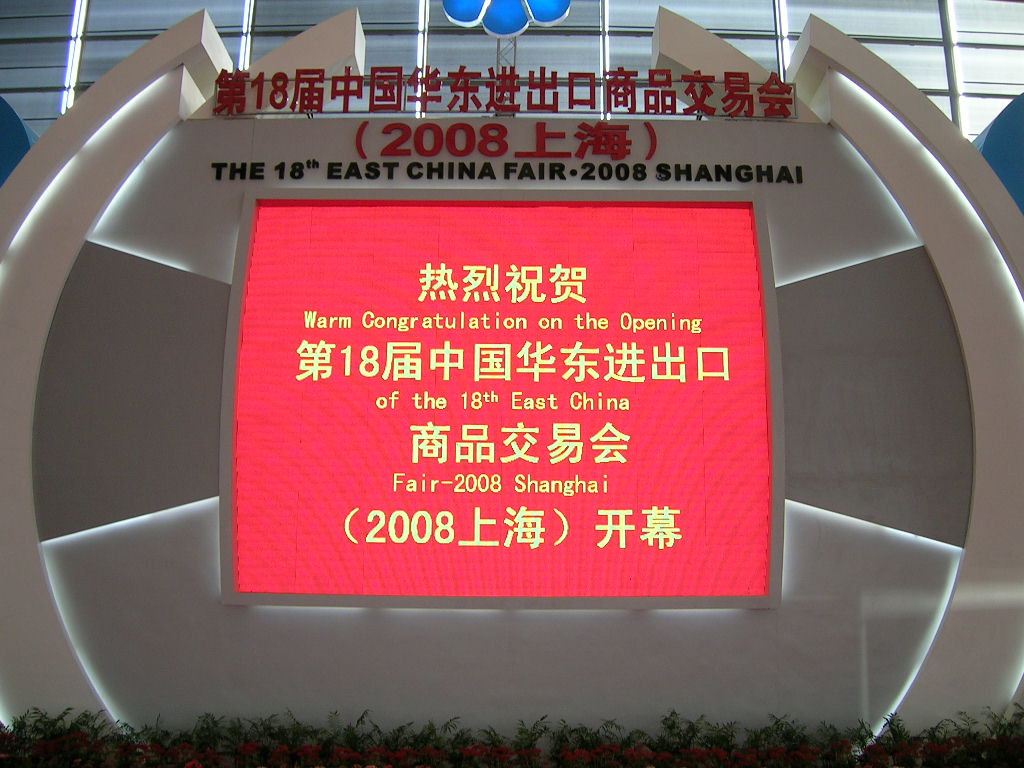 第18届中国华东进出口商品交易会
（2008上海）
THE 18th EAST CHINA FAIR·2008 SHANGHAI
热烈祝贺
Warm Congratulation on the Opening
第18届中国华东进出口
of the 18th East China
商品交易会
Fair-2008 Shanghai
（2008上海）开幕